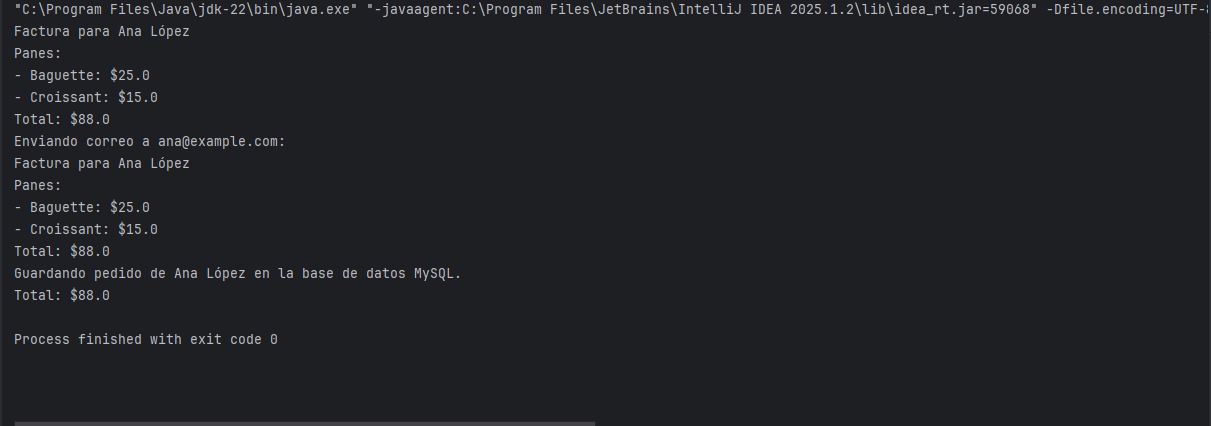 "C:\Program Files\Java\jdk-22\bin\java.exe" "-javaagent:C:\Program Files\JetBrains\IntelliJ IDEA 2025.1.2\lib\idea_rt.jar=59068" -Dfile.encoding=UTF-8
Factura para Ana López
Panes:
- Baguette: $25.0
- Croissant: $15.0
Total: $88.0
Enviando correo a ana@example.com:
Factura para Ana López
Panes:
- Baguette: $25.0
- Croissant: $15.0
Total: $88.0
Guardando pedido de Ana López en la base de datos MySQL.
Total: $88.0
Process finished with exit code 0